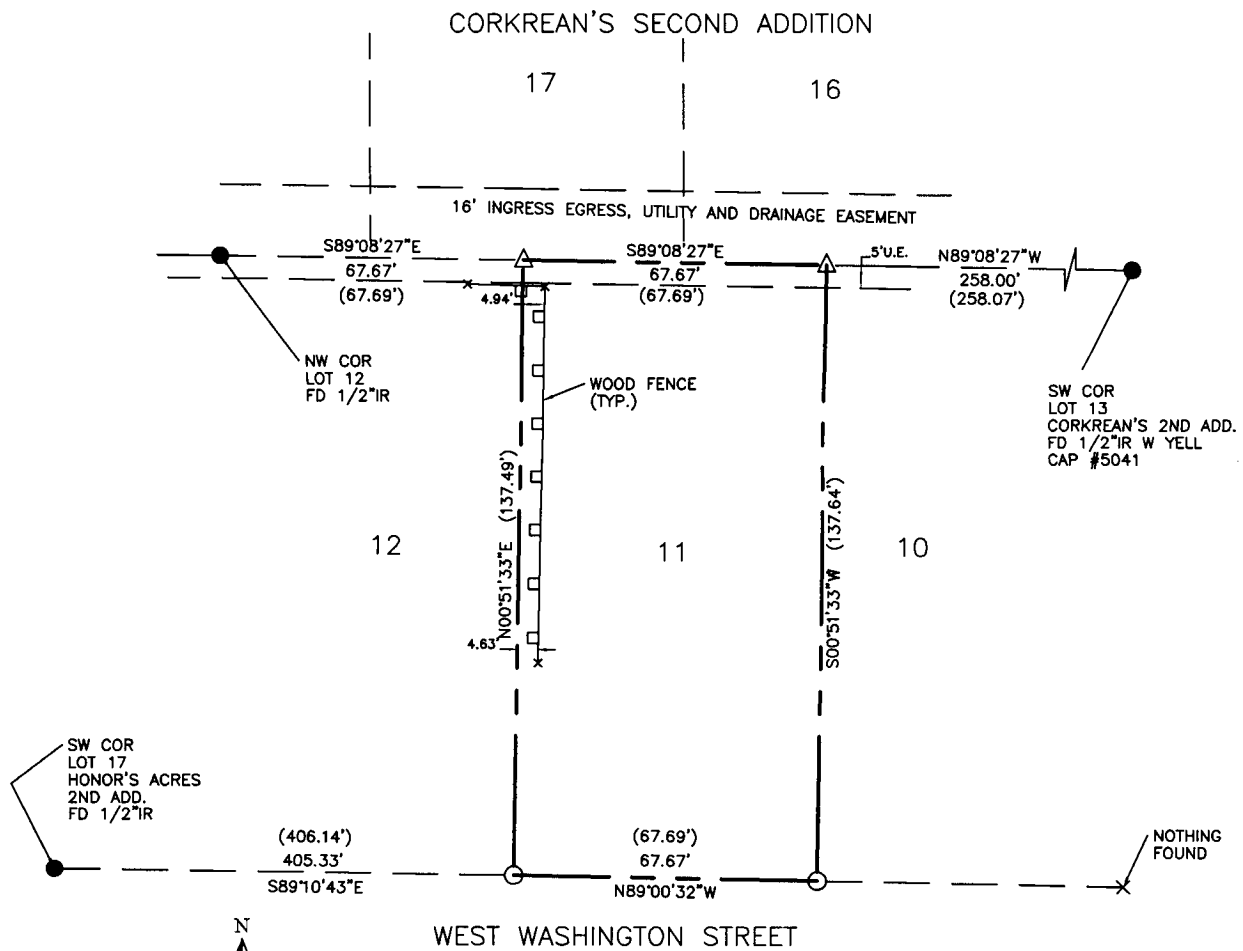 CORKREAN'S SECOND ADDITION
17
16
16' INGRESS EGRESS, UTILITY AND DRAINAGE EASEMENT
S89°08'27"E
67.67'
(67.69')
S89°08'27"E
67.67'
(67.69')
5'U.E.
N89°08'27"W
258.00'
(258.07')
4.94'
NW COR
LOT 12
FD 1/2"IR
WOOD FENCE
(TYP.)
SW COR
LOT 13
CORKREAN'S 2ND ADD.
FD 1/2"IR W YELL
CAP #5041
N00°51'33"E (137.49')
S00°51'33"W (137.64')
12
11
10
4.63'
SW COR
LOT 17
HONOR'S ACRES
2ND ADD.
FD 1/2"IR
(406.14')
405.33'
S89°10'43"E
(67.69')
67.67'
N89°00'32"W
NOTHING
FOUND
N
WEST WASHINGTON STREET